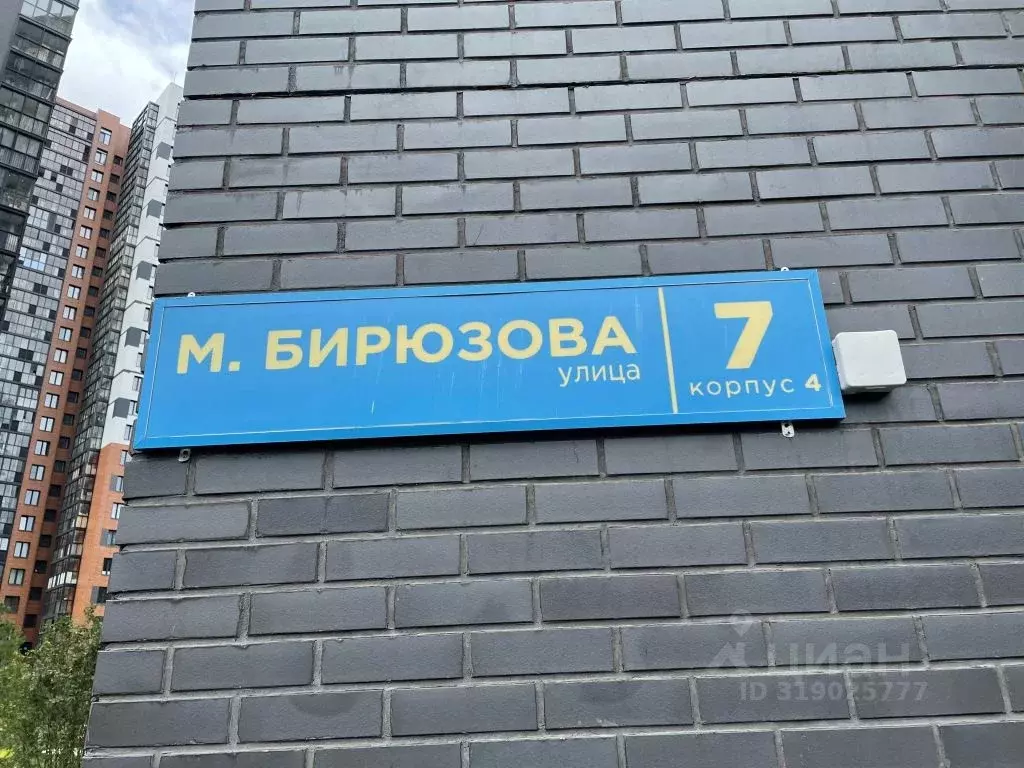 М. БИРЮЗОВА
улица
7
корпус 4
циан
ID 319025777